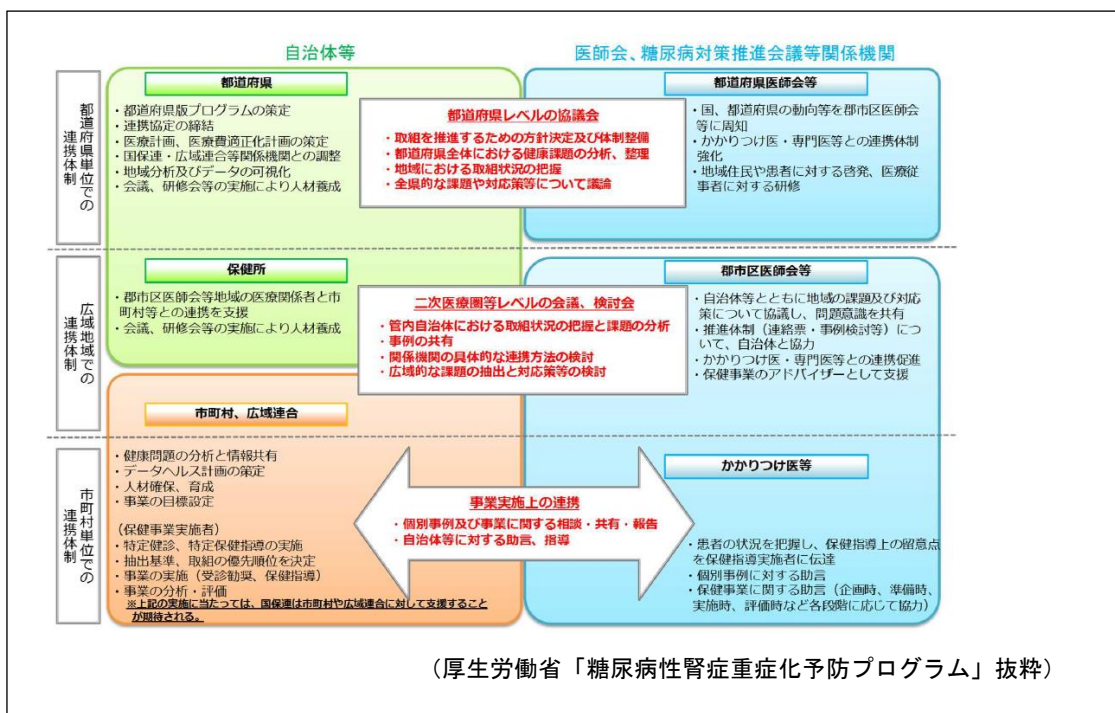 自治体等
医師会、糖尿病対策推進会議等関係機関
都道府県単位での
連携体制
都道府県
・都道府県版プログラムの策定
・連携協定の締結
・医療計画、医療費適正化計画の策定
・国保連・広域連合等関係機関との調整
・地域分析及びデータの可視化
・会議、研修会等の実施により人材養成
都道府県レベルの協議会
・取組を推進するための方針決定及び体制整備
・都道府県全体における健康課題の分析、整理
・地域における取組状況の把握
・全県的な課題や対応策等について議論
都道府県医師会等
・国、都道府県の動向等を郡市区医師会
等に周知
・かかりつけ医・専門医等との連携体制
強化
・地域住民や患者に対する啓発、医療従
事者に対する研修
広域地域での
連携体制
保健所
・郡市区医師会等地域の医療関係者と市
町村等との連携を支援
・会議、研修会等の実施により人材養成
二次医療圏等レベルの会議、検討会
・管内自治体における取組状況の把握と課題の分析
・事例の共有
・関係機関の具体的な連携方法の検討
・広域的な課題の抽出と対応策等の検討
郡市区医師会等
・自治体等とともに地域の課題及び対応
策について協議し、問題意識を共有
・推進体制（連絡票・事例検討等）につ
いて、自治体と協力
・かかりつけ医・専門医等との連携促進
・保健事業のアドバイザーとして支援
市町村、広域連合
市町村単位での
連携体制
・健康問題の分析と情報共有
・データヘルス計画の策定
・人材確保、育成
・事業の目標設定
（保健事業実施者）
・特定健診、特定保健指導の実施
・抽出基準、取組の優先順位を決定
・事業の実施（受診勧奨、保健指導）
・事業の分析・評価
※上記の実施に当たっては、国保連は市町村や広域連合に対して支援すること
が期待される。
事業実施上の連携
・個別事例及び事業に関する相談・共有・報告
・自治体等に対する助言、指導
かかりつけ医等
・患者の状況を把握し、保健指導上の留意点
を保健指導実施者に伝達
・個別事例に対する助言
・保健事業に関する助言（企画時、準備時、
実施時、評価時など各段階に応じて協力）
（厚生労働省「糖尿病性腎症重症化予防プログラム」抜粋）